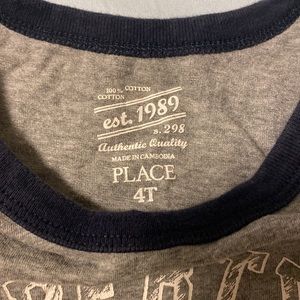 100% COTTON
COTTON
est. 1989
s. 298
Authentic Quality
MADE IN CAMBODIA
PLACE
4T